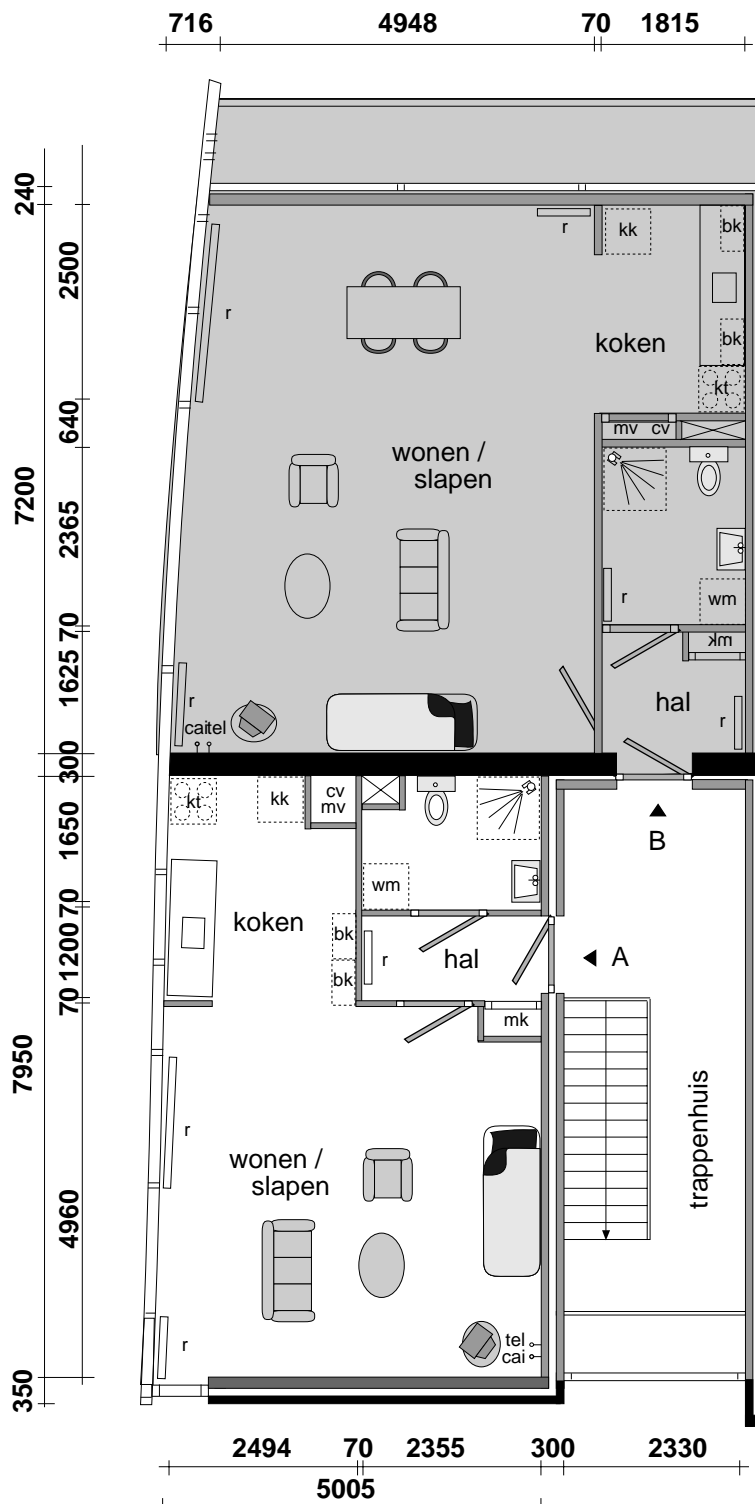 716 4948 70 1815
240
2500
640
7200
2365
70
1625
300
1650
70
1200
70
7950
4960
350
r
kk
bk
r
koken
bk
kt
mv cv
wonen /
slapen
r
wm
mk
hal
r
r
caitel
kt
kk
cv
mv
B
wm
koken
bk
r
hal
A
bk
mk
trappenhuis
r
wonen /
slapen
r
tel
cai
2494 70 2355 300 2330
5005